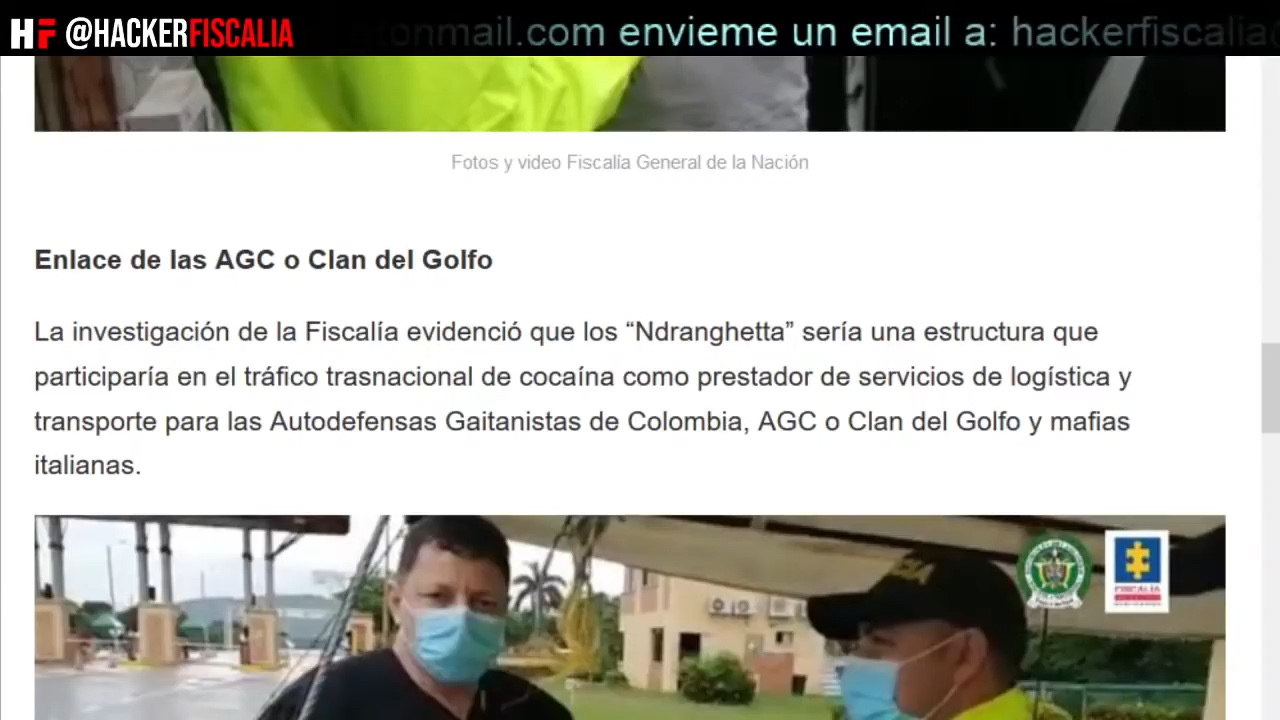 HF @HACKERFISCALIA
tonmail.com envieme un email a: hackerfiscalia
Fotos y video Fiscalía General de la Nación
Enlace de las AGC o Clan del Golfo
La investigación de la Fiscalía evidenció que los “Ndranghetta” sería una estructura que
participaría en el tráfico trasnacional de cocaína como prestador de servicios de logística y
transporte para las Autodefensas Gaitanistas de Colombia, AGC o Clan del Golfo y mafias
italianas.
FISCALIA